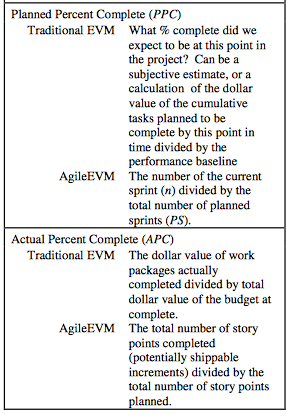 Planned Percent Complete (PPC)
Traditional EVM What % complete did we
expect to be at this point in
the project? Can be a
subjective estimate, or a
calculation of the dollar
value of the cumulative
tasks planned to be
complete by this point in
time divided by the
performance baseline
AgileEVM The number of the current
sprint (n) divided by the
total number of planned
sprints (PS).
Actual Percent Complete (APC)
Traditional EVM The dollar value of work
packages actually
completed divided by total
dollar value of the budget at
complete.
AgileEVM The total number of story
points completed
(potentially shippable
increments) divided by the
total number of story points
planned.